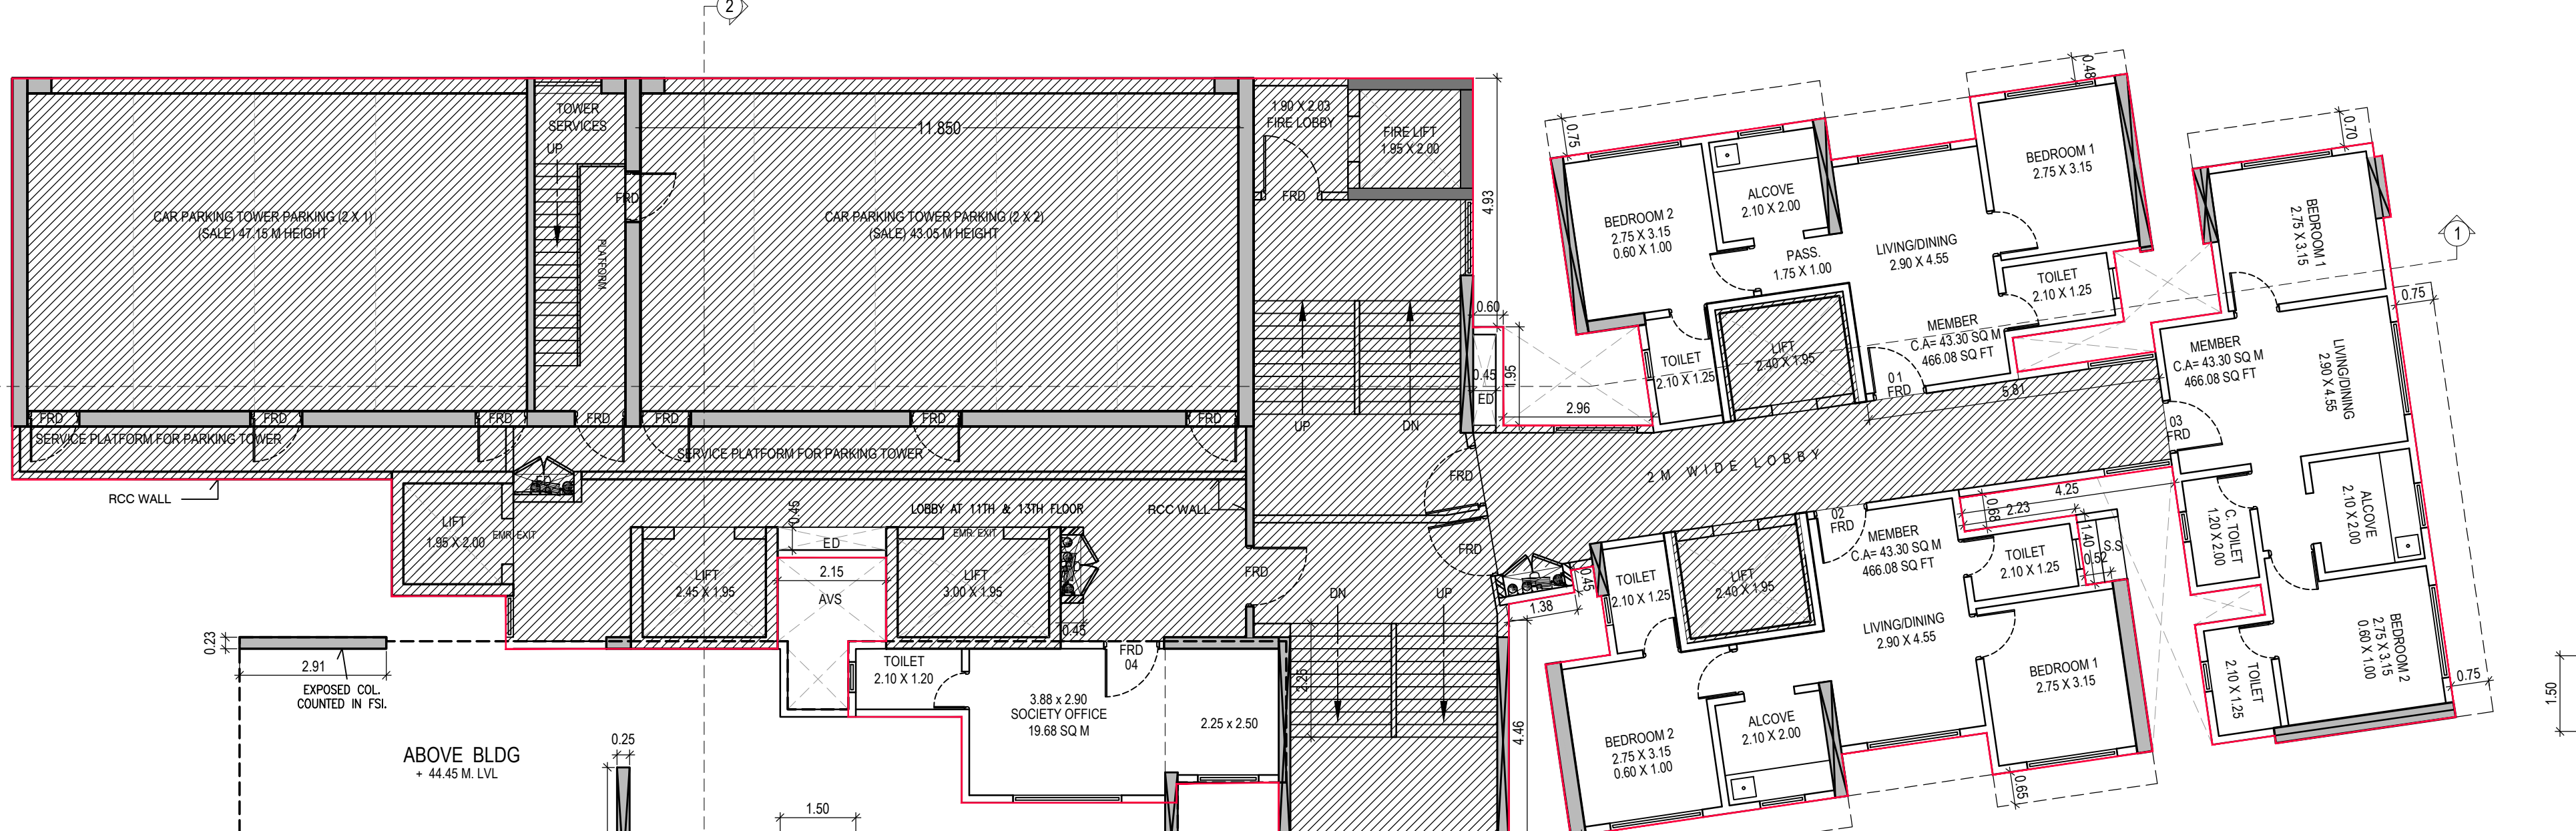 2
TOWER
SERVICES
UP
11.850
1.90 X 2.03
FIRE LOBBY
FIRE LIFT
1.95 X 2.00
FRD
FRD
PLATFORM
CAR PARKING TOWER PARKING (2 X 1)
(SALE) 47.15 M HEIGHT
CAR PARKING TOWER PARKING (2 X 2)
(SALE) 43.05 M HEIGHT
4.93
0.60
0.45
ED
1.95
2.96
UP
DN
FRD
FRD
FRD
FRD
FRD
FRD
FRD
SERVICE PLATFORM FOR PARKING TOWER
SERVICE PLATFORM FOR PARKING TOWER
RCC WALL
ED
LIFT
1.95 X 2.00
EMR. EXIT
LOBBY AT 11TH & 13TH FLOOR
RCC WALL
0.45
ED
EMR. EXIT
LIFT
2.45 X 1.95
2.15
AVS
LIFT
3.00 X 1.95
0.45
FRD
FRD
FRD
DN
UP
2.25
4.46
0.23
2.91
EXPOSED COL.
COUNTED IN FSI.
ABOVE BLDG
+ 44.45 M. LVL
0.25
1.50
TOILET
2.10 X 1.20
FRD
04
3.88 x 2.90
SOCIETY OFFICE
19.68 SQ M
2.25 x 2.50
0.75
BEDROOM 2
2.75 X 3.15
0.60 X 1.00
ALCOVE
2.10 X 2.00
PASS.
1.75 X 1.00
LIVING/DINING
2.90 X 4.55
0.48
BEDROOM 1
2.75 X 3.15
TOILET
2.10 X 1.25
MEMBER
C.A= 43.30 SQ M
466.08 SQ FT
TOILET
2.10 X 1.25
LIFT
2.40 X 1.95
01
FRD
5.81
2 M WIDE LOBBY
0.70
BEDROOM 1
2.75 X 3.15
1
0.75
MEMBER
C.A= 43.30 SQ M
466.08 SQ FT
LIVING/DINING
2.90 X 4.55
03
FRD
ALCOVE
2.10 X 2.00
C. TOILET
1.20 X 2.00
BEDROOM 2
2.75 X 3.15
0.60 X 1.00
TOILET
2.10 X 1.25
0.75
1.50
4.25
2.23
0.68
1.40
S.S
0.52
02
FRD
MEMBER
C.A= 43.30 SQ M
466.08 SQ FT
TOILET
2.10 X 1.25
0.45
1.38
TOILET
2.10 X 1.25
LIFT
2.40 X 1.95
LIVING/DINING
2.90 X 4.55
BEDROOM 1
2.75 X 3.15
BEDROOM 2
2.75 X 3.15
0.60 X 1.00
ALCOVE
2.10 X 2.00
0.65